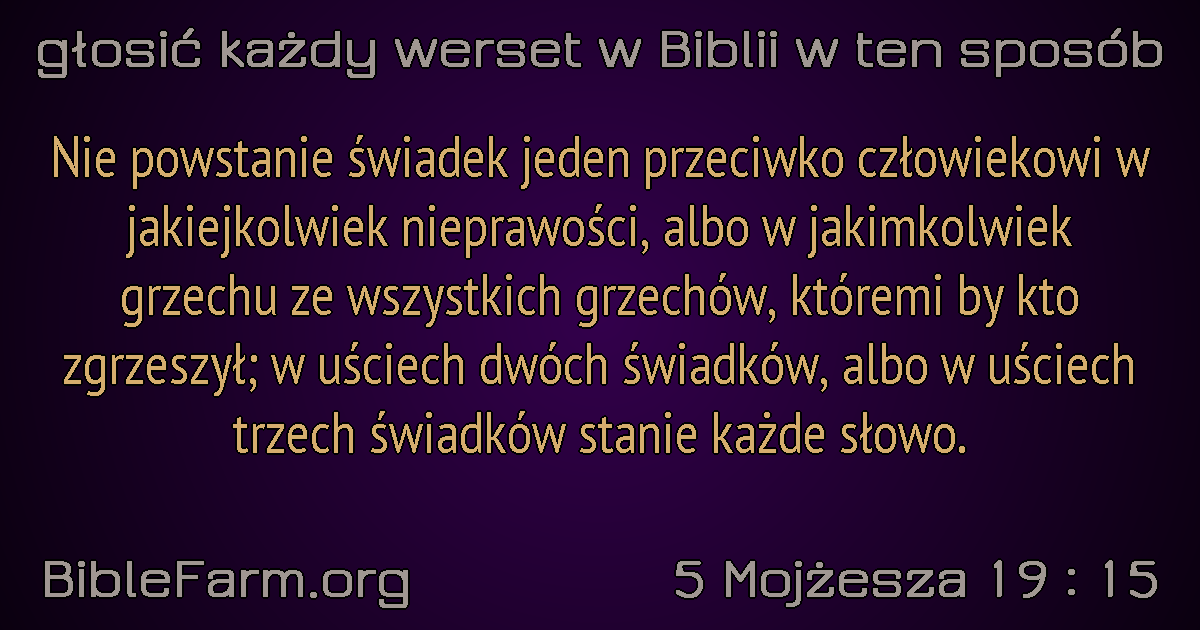 głosić każdy werset w Biblii w ten sposób
Nie powstanie świadek jeden przeciwko człowiekowi w
jakiejkolwiek nieprawości, albo w jakimkolwiek
grzechu ze wszystkich grzechów, któremi by kto
zgrzeszył; w uściech dwóch świadków, albo w uściech
trzech świadków stanie każde słowo.
BibleFarm.org
5 Mojżesza 19 : 15